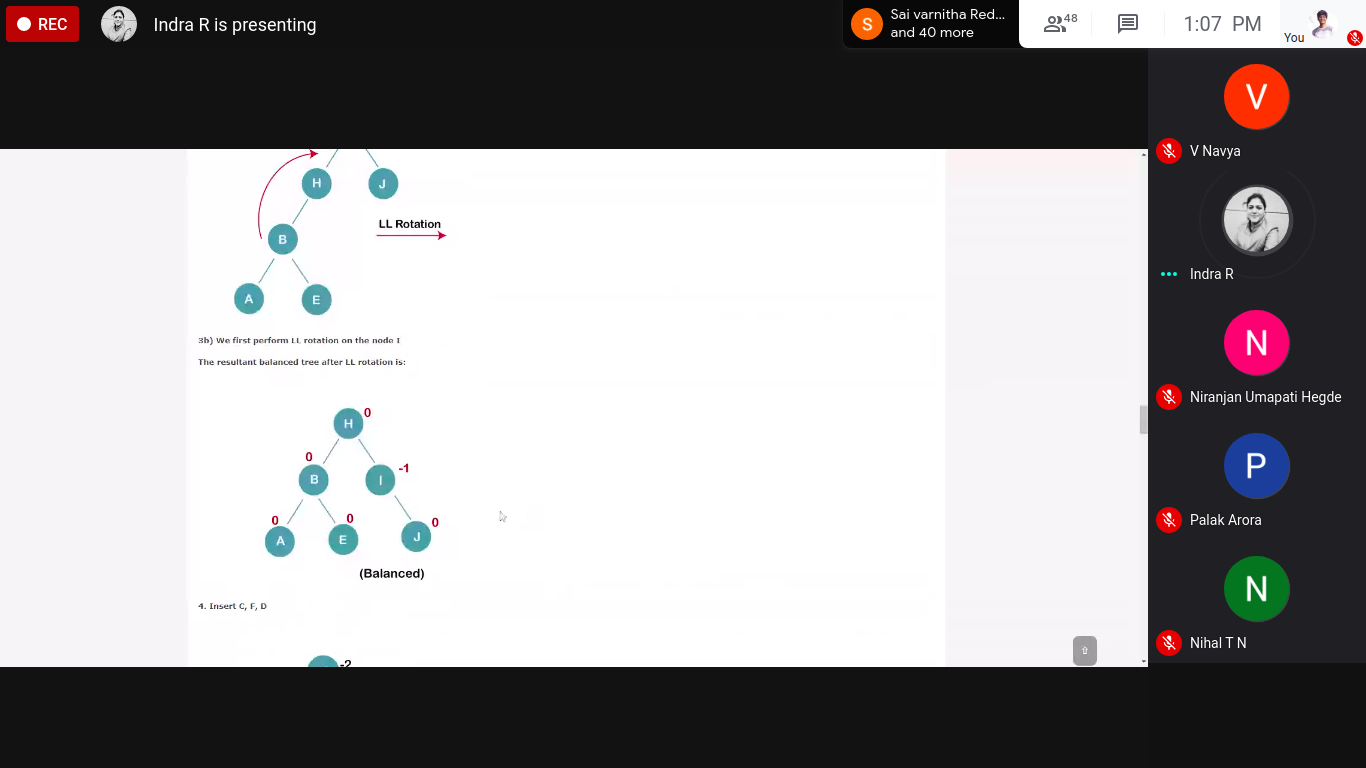 REC
Indra R is presenting
S
Sai varnitha Red...
and 40 more
48
1:07 PM
You
V
V Navya
Indra R
N
Niranjan Umapati Hegde
P
Palak Arora
N
Nihal T N
H
J
LL Rotation
B
A
E
3b) We first perform LL rotation on the node I
The resultant balanced tree after LL rotation is:
H
0
0
B
I
-1
0
A
0
E
J
0
(Balanced)
4. Insert C, F, D
-2